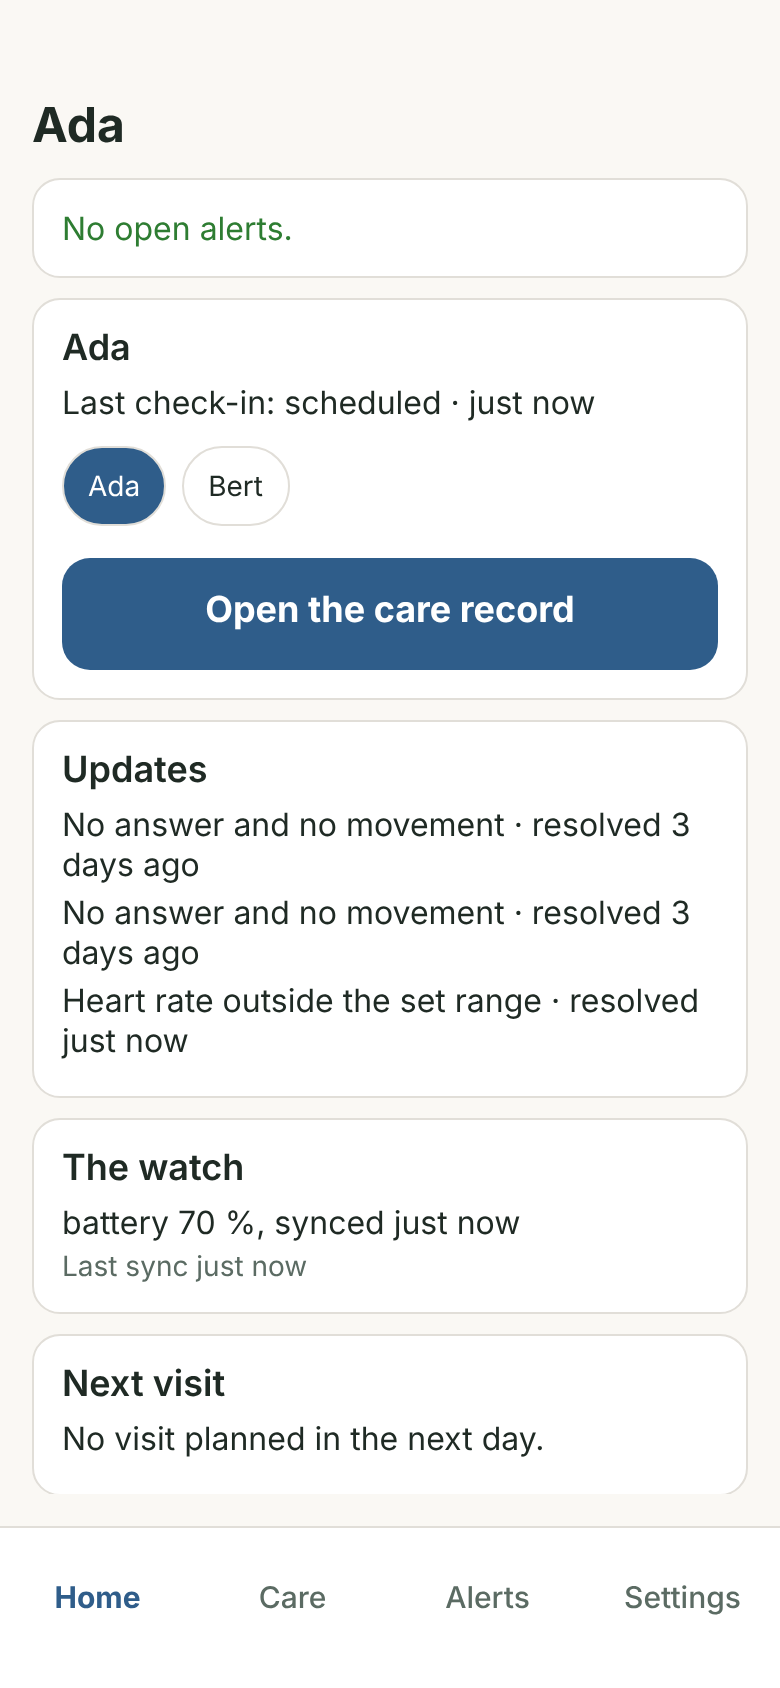 Ada
No open alerts.
Ada
Last check-in: scheduled · just now
Ada
Bert
Open the care record
Updates
No answer and no movement · resolved 3
days ago
No answer and no movement · resolved 3
days ago
Heart rate outside the set range · resolved
just now
The watch
battery 70 %, synced just now
Last sync just now
Next visit
No visit planned in the next day.
Home
Care
Alerts
Settings